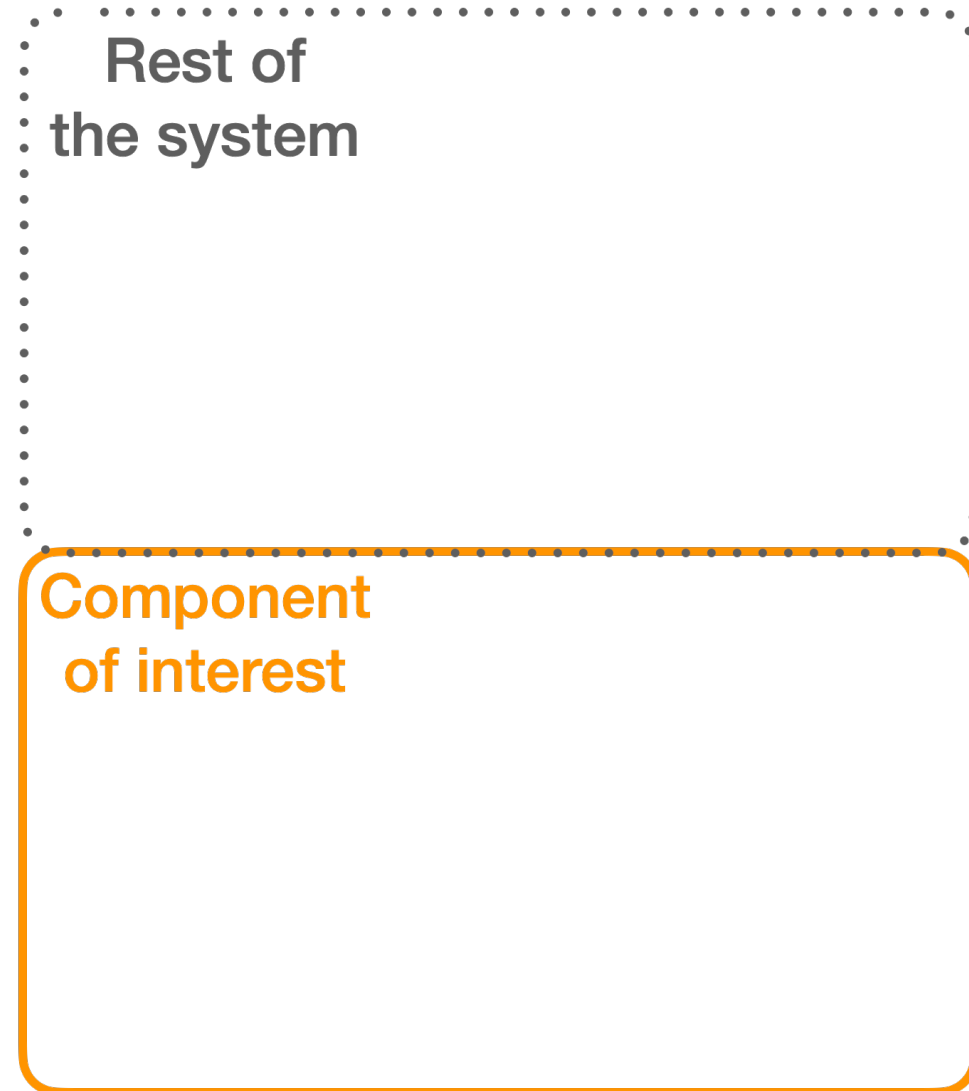 Rest of
the system
Component
of interest